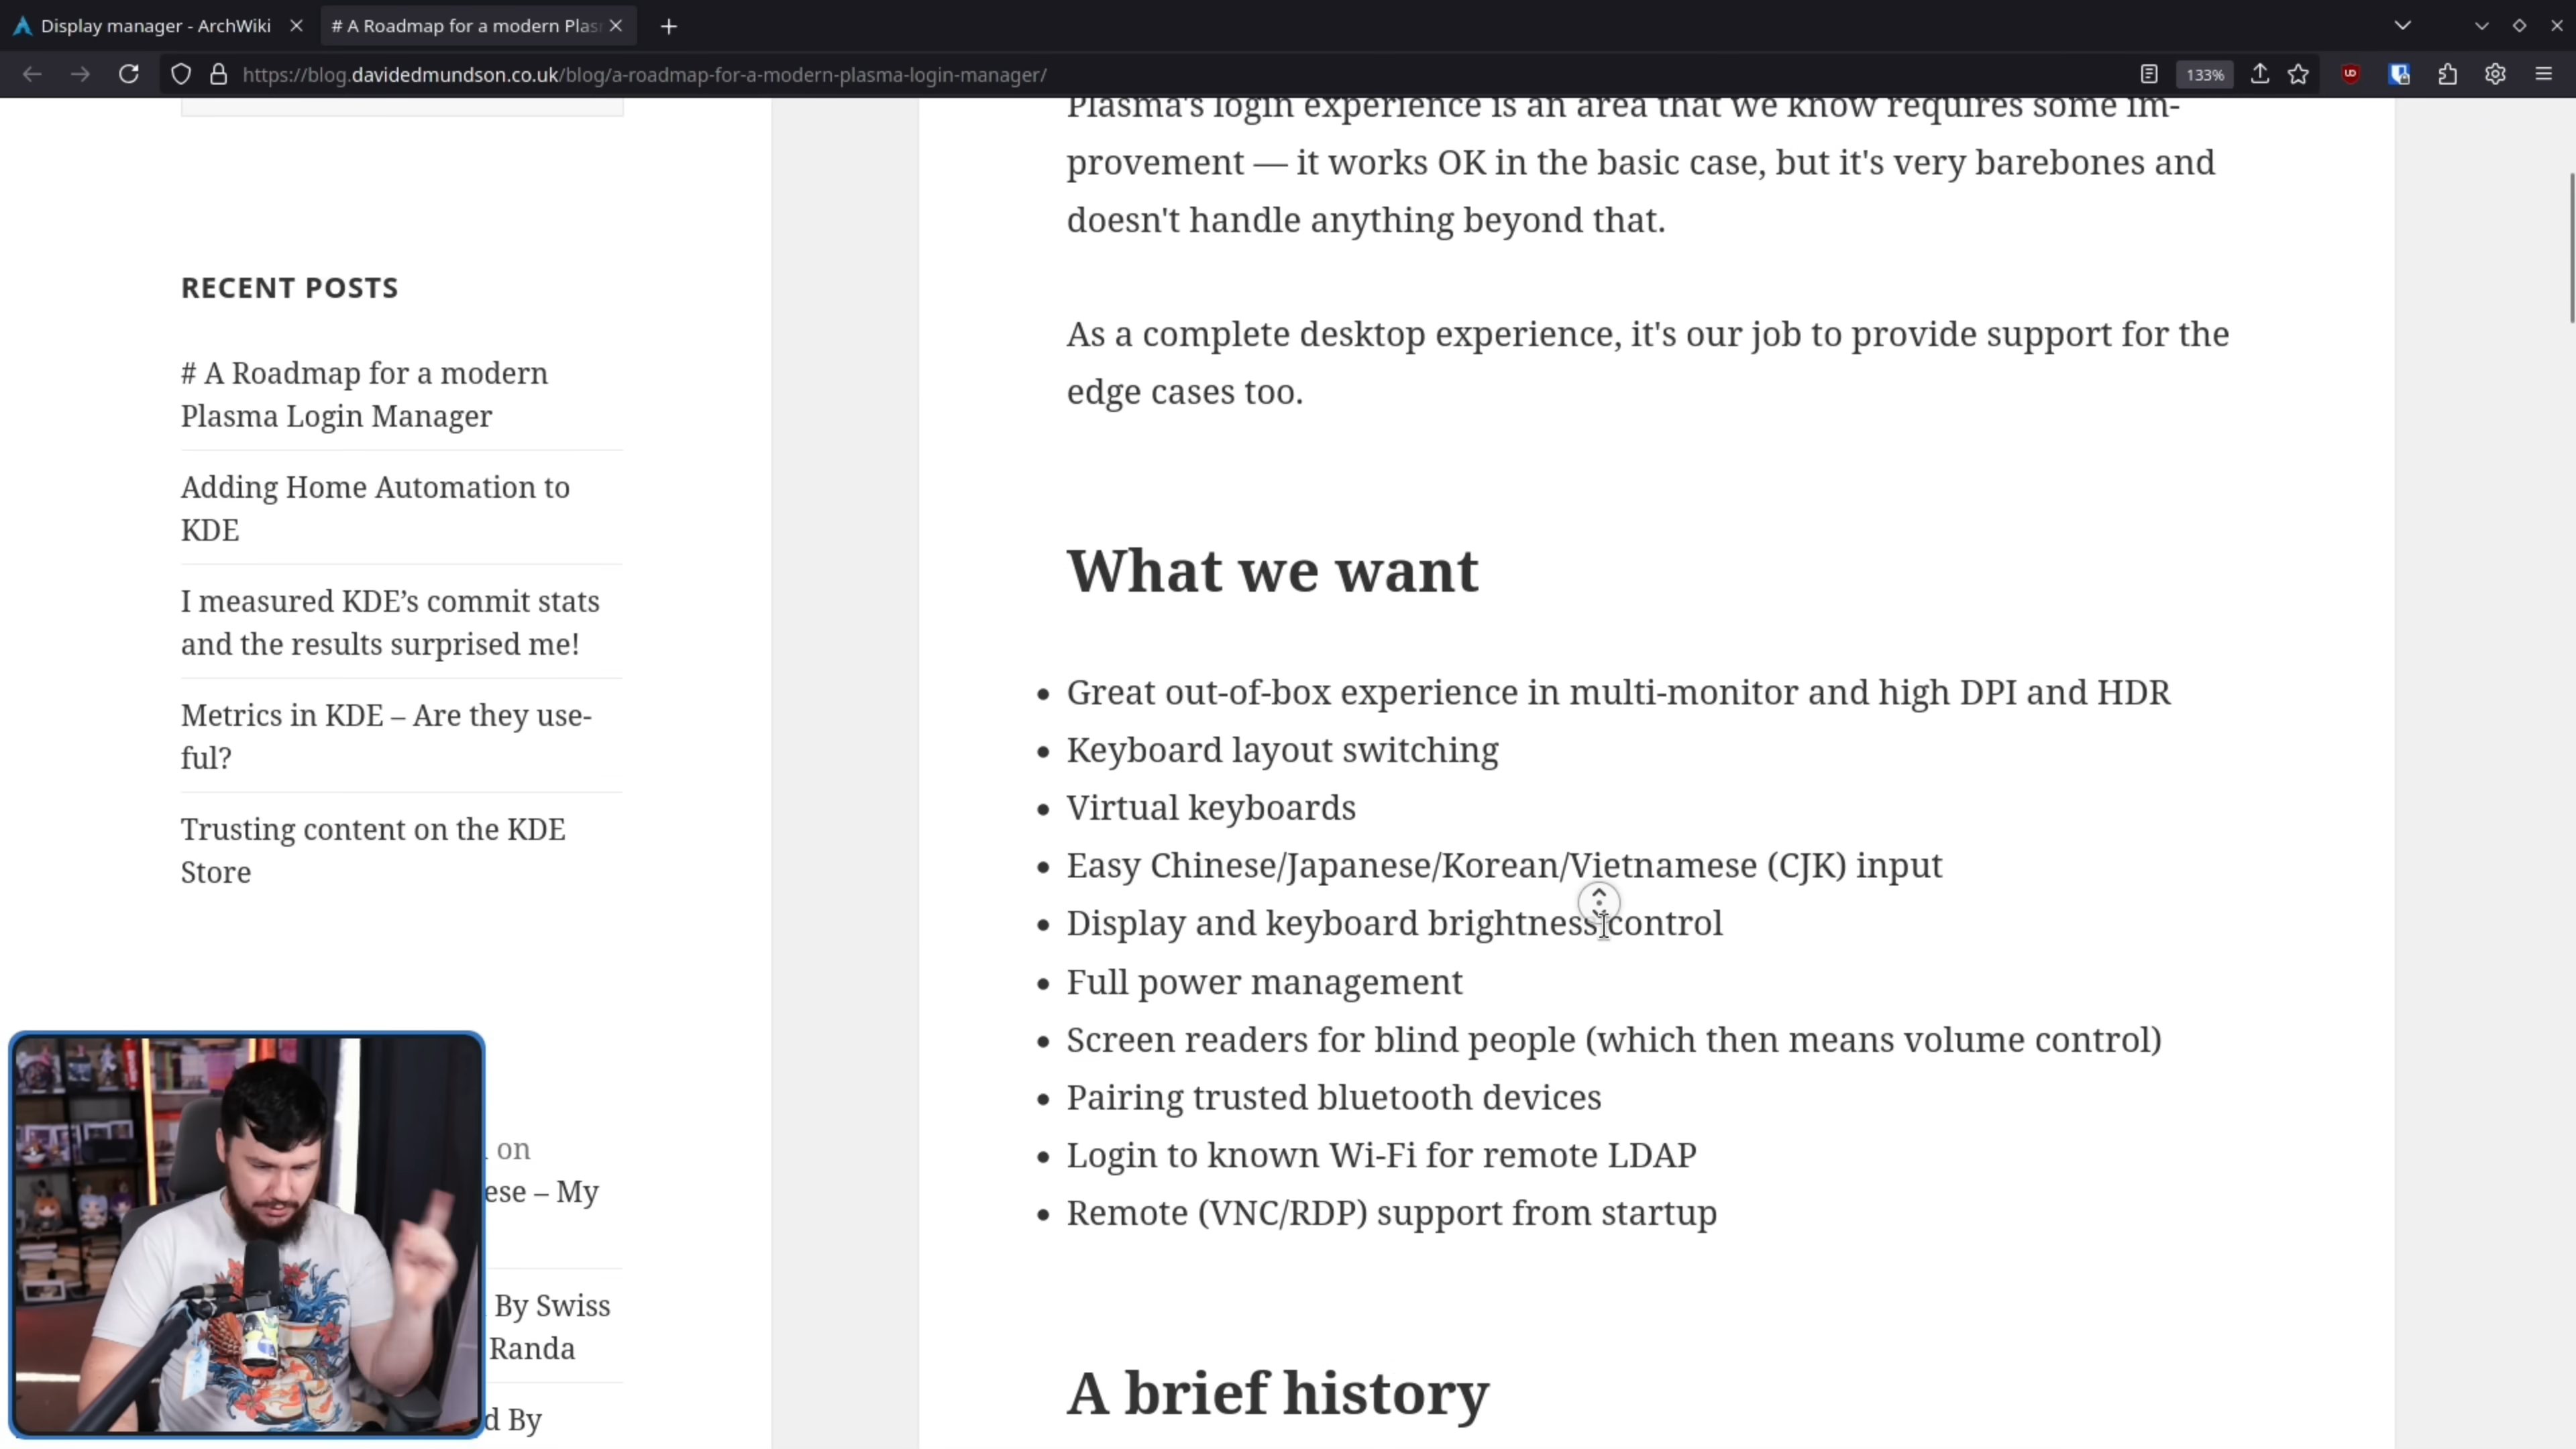 Display manager - ArchWiki
# A Roadmap for a modern Plas
https://blog.davidedmundson.co.uk/blog/a-roadmap-for-a-modern-plasma-login-manager/
133%
RECENT POSTS
# A Roadmap for a modern
Plasma Login Manager
Adding Home Automation to
KDE
I measured KDE’s commit stats
and the results surprised me!
Metrics in KDE – Are they use-
ful?
Trusting content on the KDE
Store
on
ese – My
By Swiss
Randa
d By
Plasma's login experience is an area that we know requires some im-
provement — it works OK in the basic case, but it's very barebones and
doesn't handle anything beyond that.
As a complete desktop experience, it's our job to provide support for the
edge cases too.
What we want
• Great out-of-box experience in multi-monitor and high DPI and HDR
• Keyboard layout switching
• Virtual keyboards
• Easy Chinese/Japanese/Korean/Vietnamese (CJK) input
• Display and keyboard brightness control
• Full power management
• Screen readers for blind people (which then means volume control)
• Pairing trusted bluetooth devices
• Login to known Wi-Fi for remote LDAP
• Remote (VNC/RDP) support from startup
A brief history